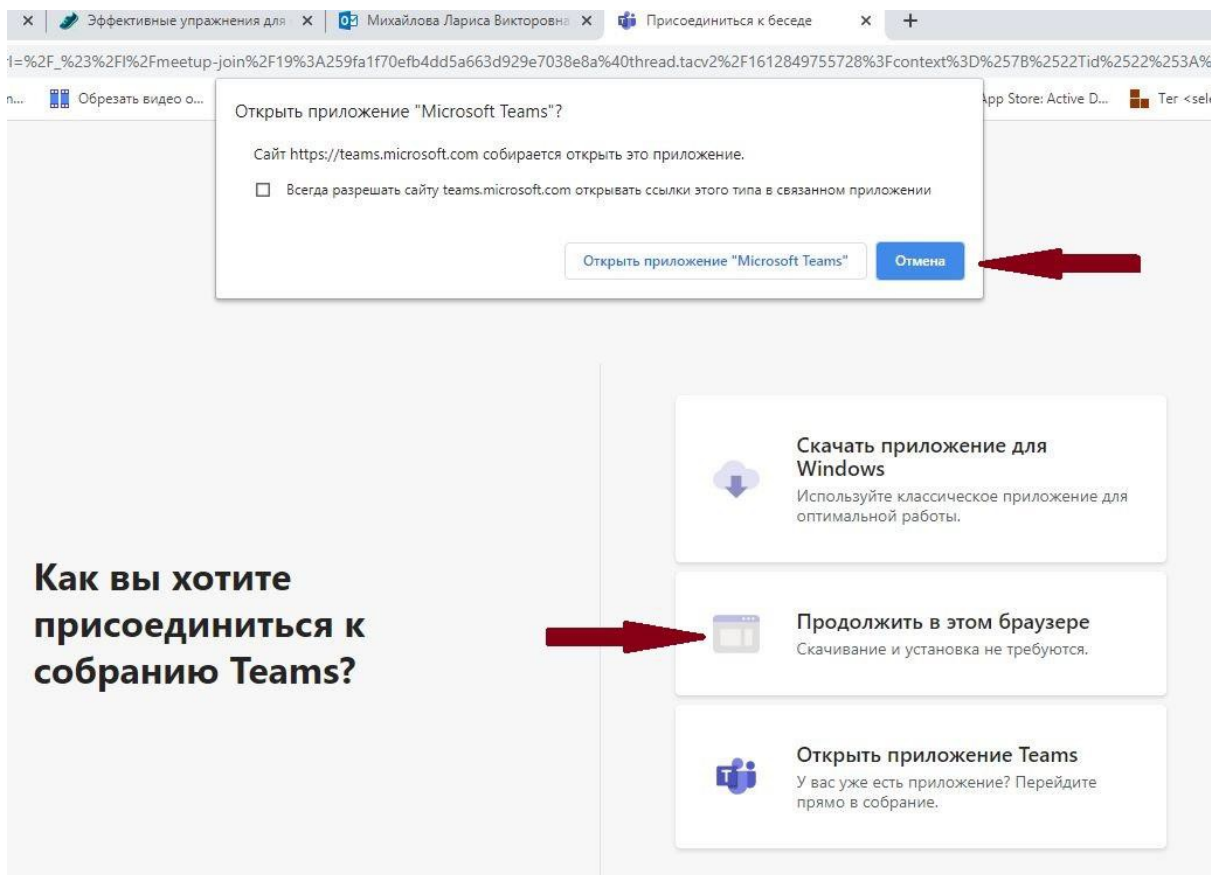 Эффективные упражнения для
Михайлова Лариса Викторовна
Присоединиться к беседе
l=%2F_%23%2Fl%2Fmeetup-join%2F19%3A259fa1f70efb4dd5a663d929e7038e8a%40thread.tacv2%2F1612849755728%3Fcontext%3D%257B%2522Tid%2522%253A%
n...
Обрезать видео о...
App Store: Active D...
Ter <sele
Открыть приложение "Microsoft Teams"?
Сайт https://teams.microsoft.com собирается открыть это приложение.
Всегда разрешать сайту teams.microsoft.com открывать ссылки этого типа в связанном приложении
Открыть приложение "Microsoft Teams"
Отмена
Как вы хотите
присоединиться к
собранию Teams?
Скачать приложение для
Windows
Используйте классическое приложение для
оптимальной работы.
Продолжить в этом браузере
Скачивание и установка не требуются.
Открыть приложение Teams
У вас уже есть приложение? Перейдите
прямо в собрание.